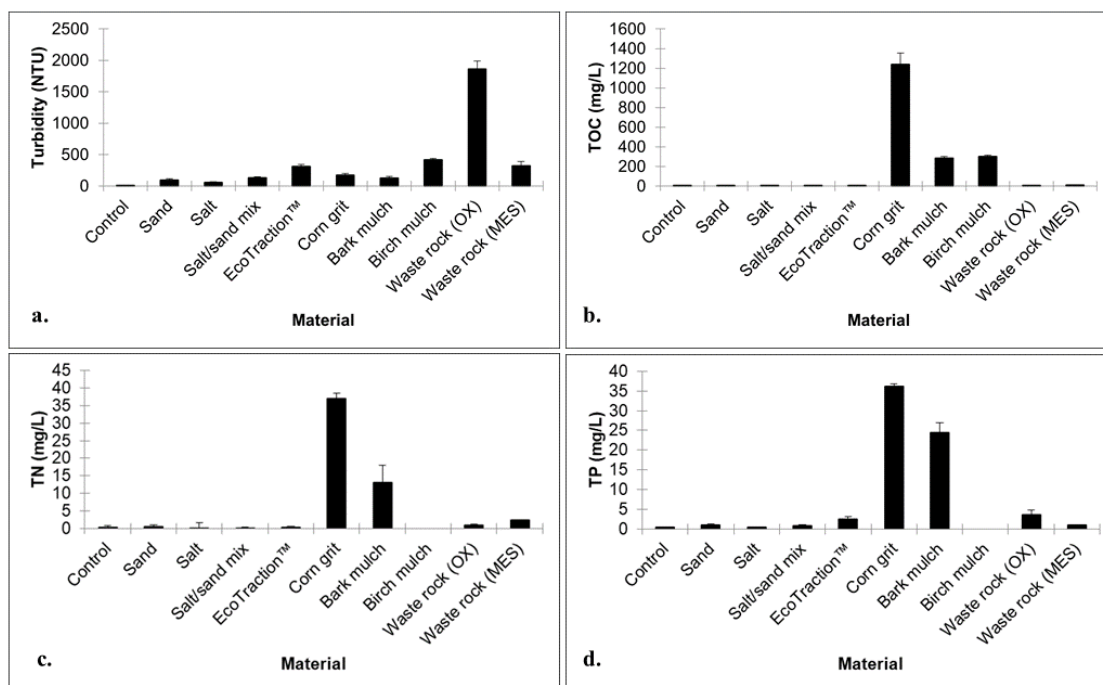 2500
2000
1500
1000
500
0
Turbidity (NTU)
Control
Sand
Salt
Salt/sand mix
EcoTraction™
Corn grit
Bark mulch
Birch mulch
Waste rock (OX)
Waste rock (MES)
a.
Material
1600
1400
1200
1000
800
600
400
200
0
TOC (mg/L)
Control
Sand
Salt
Salt/sand mix
EcoTraction™
Corn grit
Bark mulch
Birch mulch
Waste rock (OX)
Waste rock (MES)
b.
Material
45
40
35
30
25
20
15
10
5
0
TN (mg/L)
Control
Sand
Salt
Salt/sand mix
EcoTraction™
Corn grit
Bark mulch
Birch mulch
Waste rock (OX)
Waste rock (MES)
c.
Material
40
35
30
25
20
15
10
5
0
TP (mg/L)
Control
Sand
Salt
Salt/sand mix
EcoTraction™
Corn grit
Bark mulch
Birch mulch
Waste rock (OX)
Waste rock (MES)
d.
Material